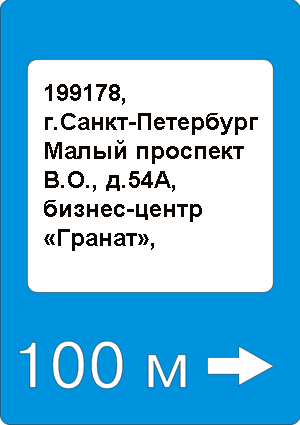 199178,
г.Санкт-Петербург
Малый проспект
В.О., д.54А,
бизнес-центр
«Гранат»,
100 м